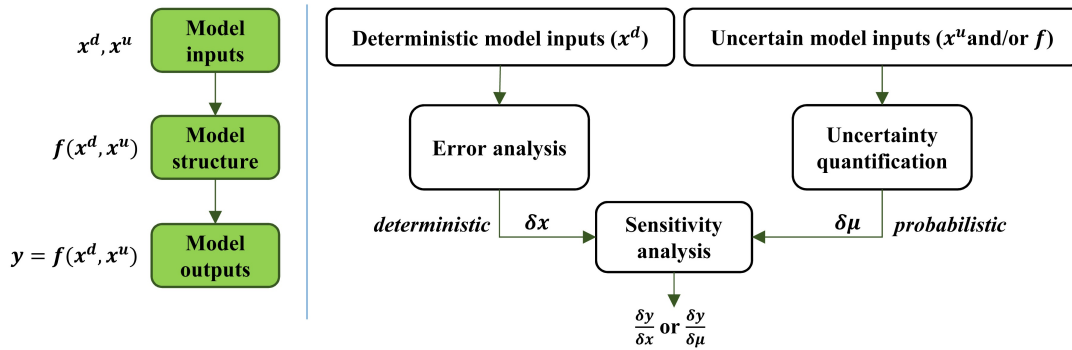 x^d, x^u
Model
inputs
f(x^d, x^u)
Model
structure
y = f(x^d, x^u)
Model
outputs
Deterministic model inputs (x^d)
Uncertain model inputs (x^u and/or f)
Error analysis
Uncertainty
quantification
deterministic
δx
Sensitivity
analysis
δμ
probabilistic
δy/δx or δy/δμ